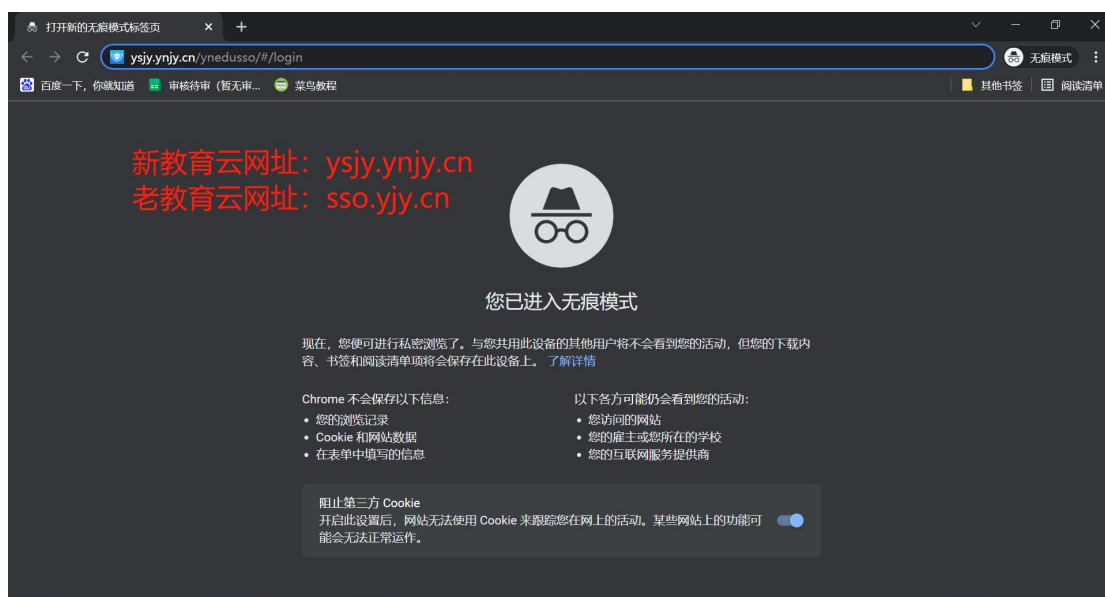 打开新的无痕模式标签页
ysjy.ynjy.cn/ynedusso/#/login
无痕模式
百度一下，你就知道
审核待审（暂无审...
菜鸟教程
其他书签
阅读清单
新教育云网址：ysjy.ynjy.cn
老教育云网址：sso.yjy.cn
您已进入无痕模式
现在，您便可进行私密浏览了。与您共用此设备的其他用户将不会看到您的活动，但您的下载内
容、书签和阅读清单项将会保存在此设备上。 了解详情
Chrome 不会保存以下信息：
• 您的浏览记录
• Cookie 和网站数据
• 在表单中填写的信息
以下各方可能仍会看到您的活动：
• 您访问的网站
• 您的雇主或您所在的学校
• 您的互联网服务提供商
阻止第三方 Cookie
开启此设置后，网站无法使用 Cookie 来跟踪您在网上的活动。某些网站上的功能可
能会无法正常运作。